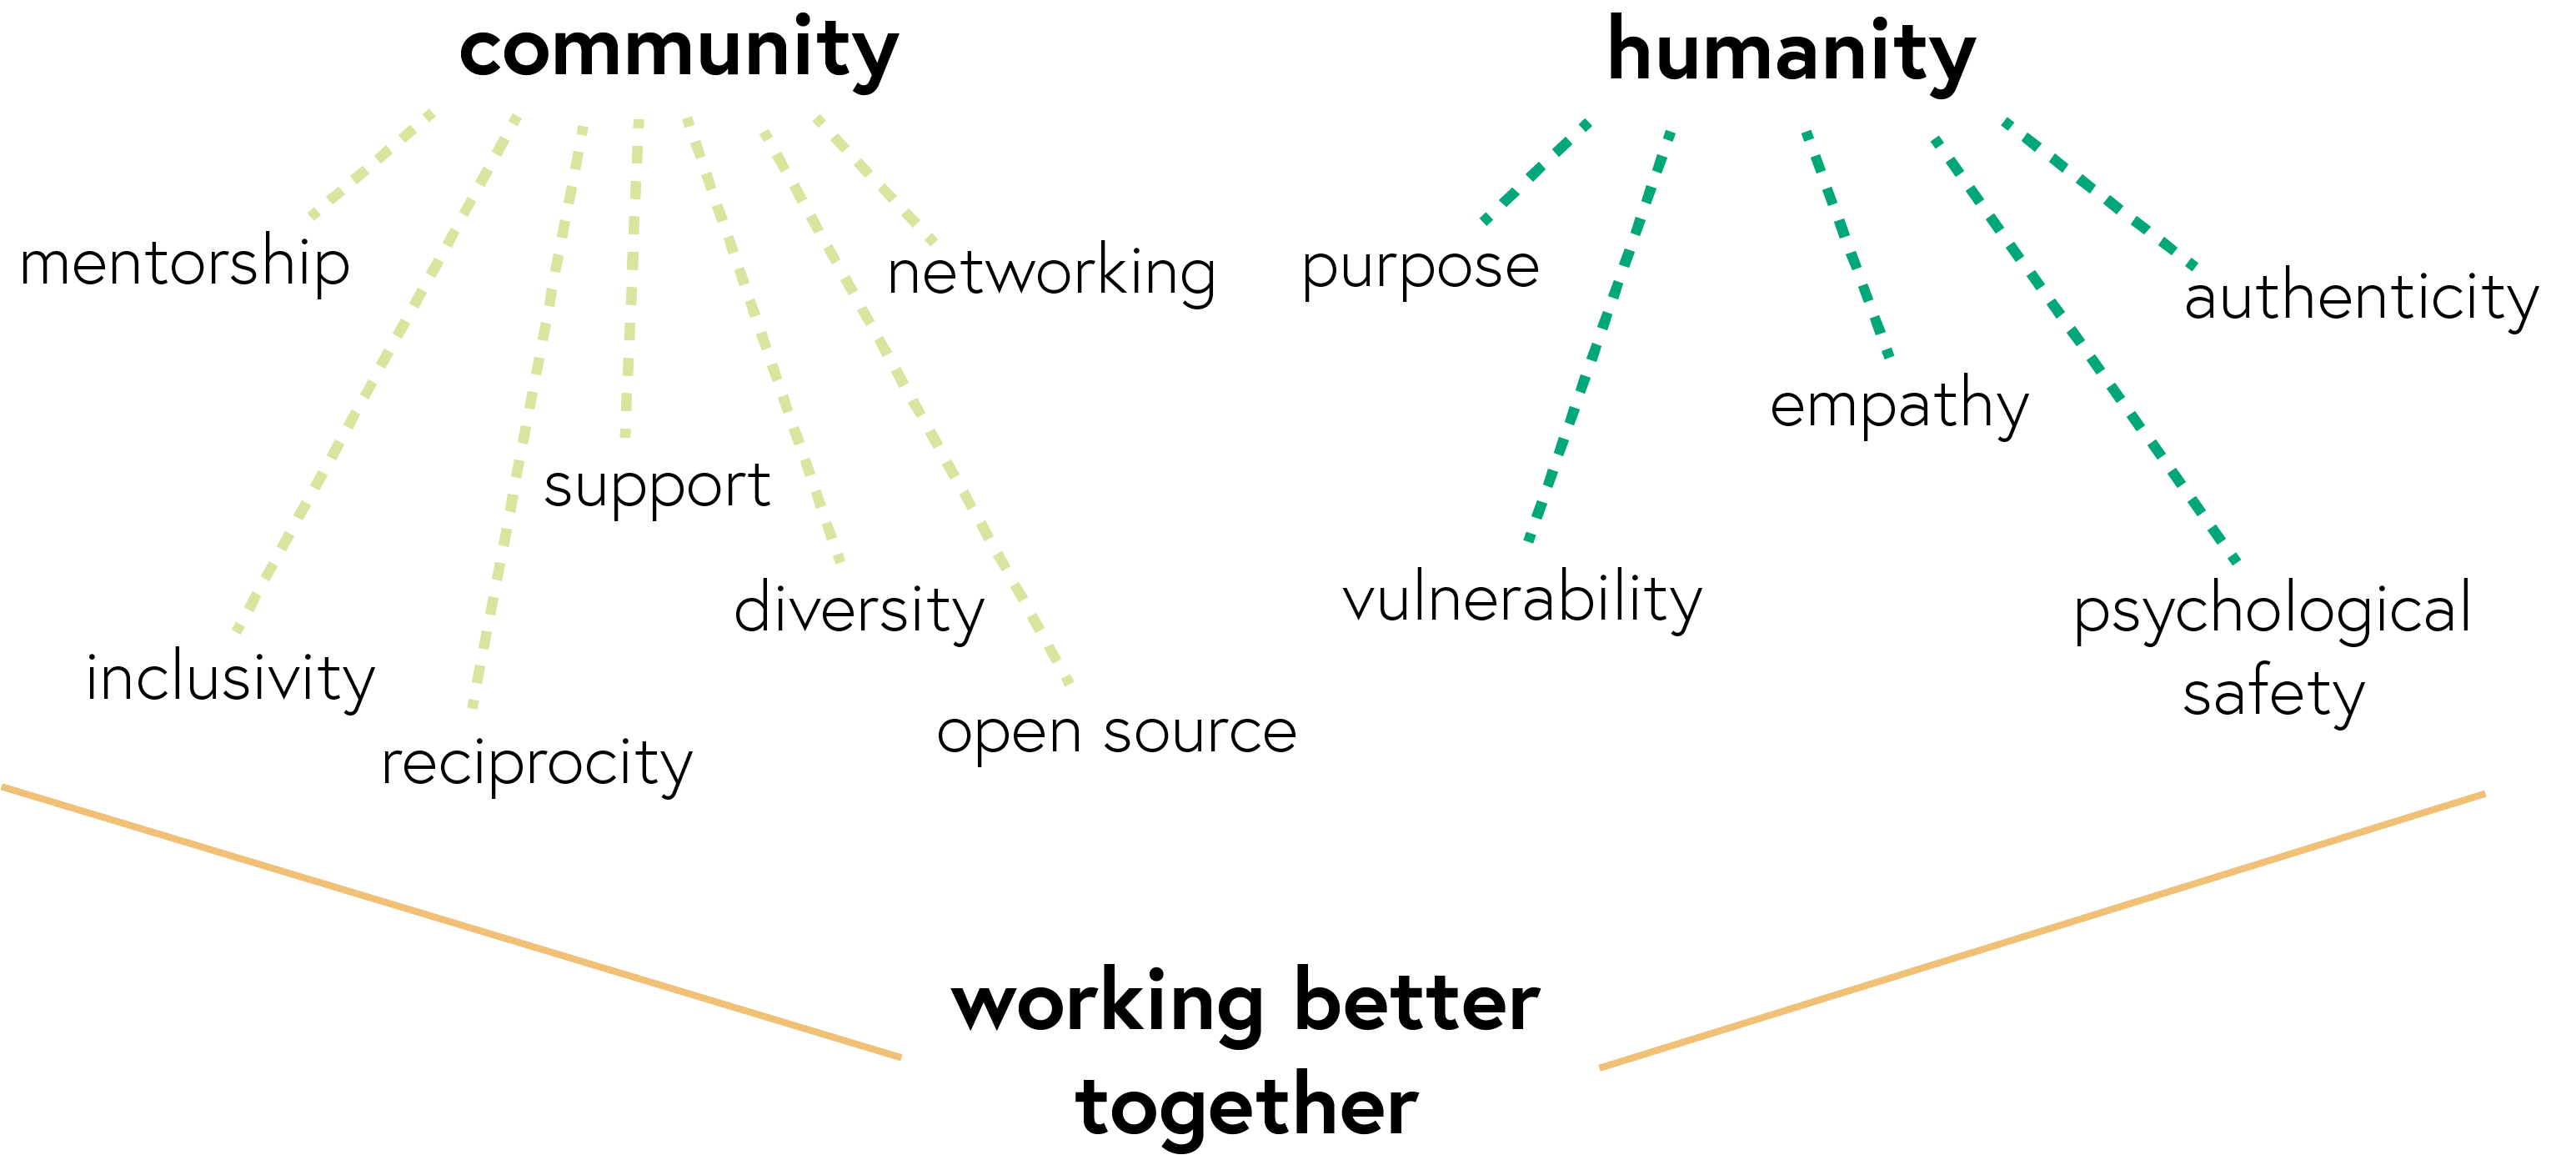 community
humanity
mentorship
networking
purpose
authenticity
empathy
support
diversity
vulnerability
psychological
safety
inclusivity
open source
reciprocity
working better
together